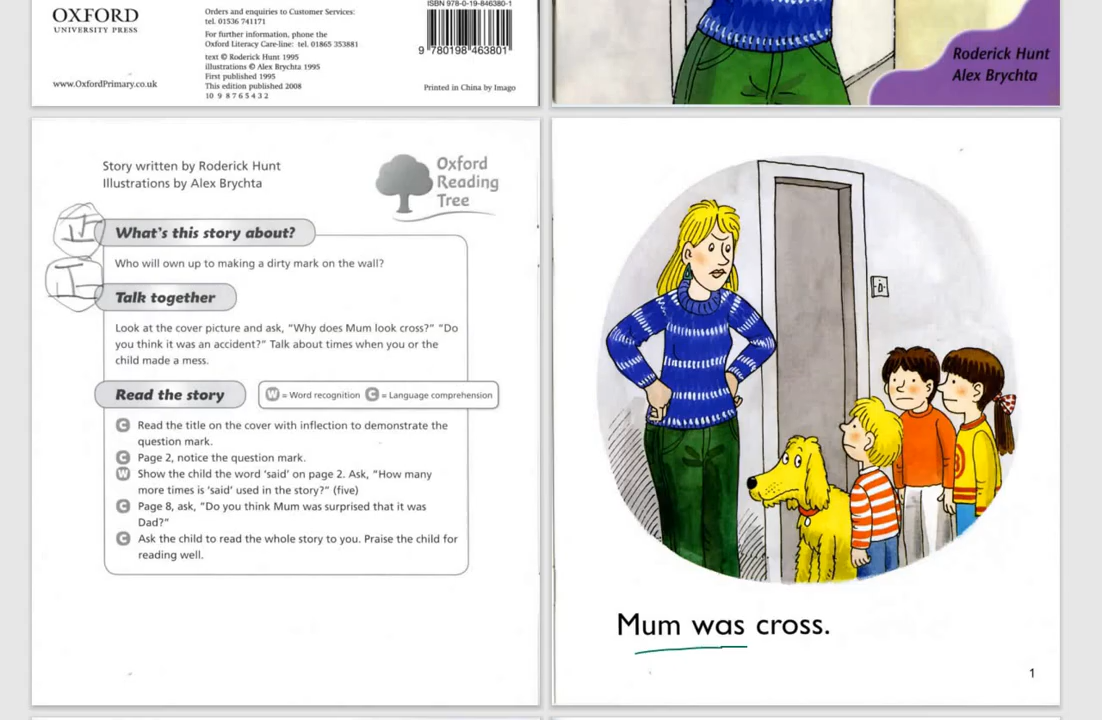 OXFORD
UNIVERSITY PRESS
www.OxfordPrimary.co.uk
Orders and enquiries to Customer Services:
tel. 01536 741171
For further information, phone the
Oxford Literacy Care-line: tel. 01865 353881
text © Roderick Hunt 1995
illustrations © Alex Brychta 1995
First published 1995
This edition published 2008
10 9 8 7 6 5 4 3 2
ISBN 978-0-19-846380-1
9 780198 463801
Printed in China by Imago
Roderick Hunt
Alex Brychta
Story written by Roderick Hunt
Illustrations by Alex Brychta
Oxford
Reading
Tree
What's this story about?
Who will own up to making a dirty mark on the wall?
Talk together
Look at the cover picture and ask, “Why does Mum look cross?” “Do
you think it was an accident?” Talk about times when you or the
child made a mess.
Read the story
W = Word recognition C = Language comprehension
C Read the title on the cover with inflection to demonstrate the
question mark.
C Page 2, notice the question mark.
W Show the child the word ‘said’ on page 2. Ask, “How many
more times is ‘said’ used in the story?” (five)
C Page 8, ask, “Do you think Mum was surprised that it was
Dad?”
C Ask the child to read the whole story to you. Praise the child for
reading well.
Mum was cross.
1